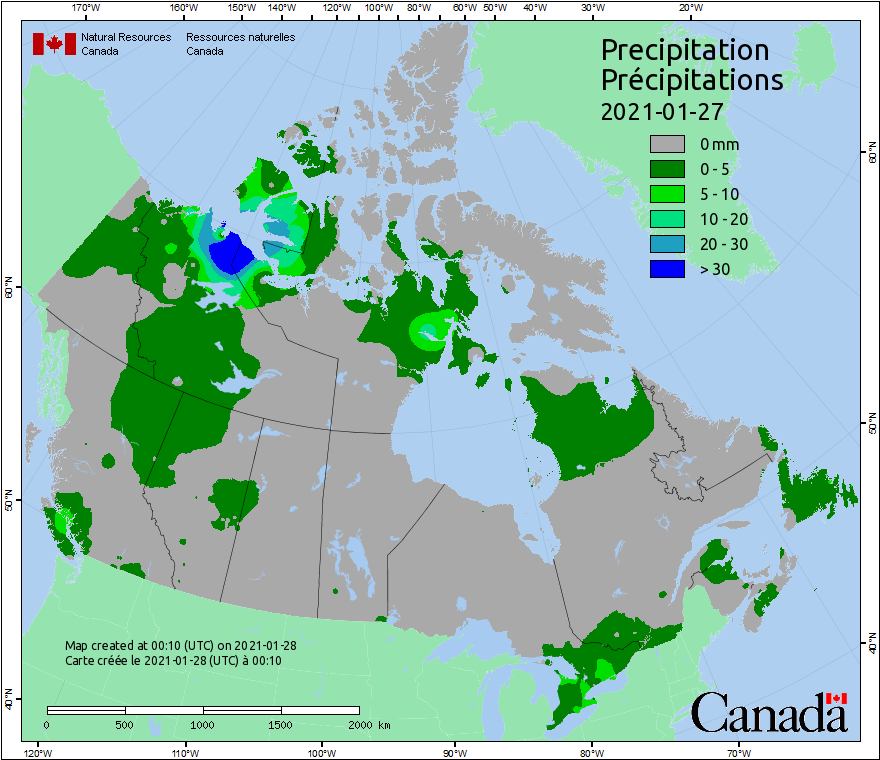 170°W 160°W 150°W 140°W 120°W 110°W 100°W 90°W 80°W 60°W 50°W 40°W 30°W 20°W
Natural Resources Ressources naturelles
Canada Canada
Precipitation
Précipitations
2021-01-27
0 mm
0 - 5
5 - 10
10 - 20
20 - 30
> 30
60°N
60°N
50°N
50°N
40°N
40°N
Map created at 00:10 (UTC) on 2021-01-28
Carte créée le 2021-01-28 (UTC) à 00:10
0 500 1000 1500 2000 km
Canada
120°W 110°W 100°W 90°W 80°W 70°W